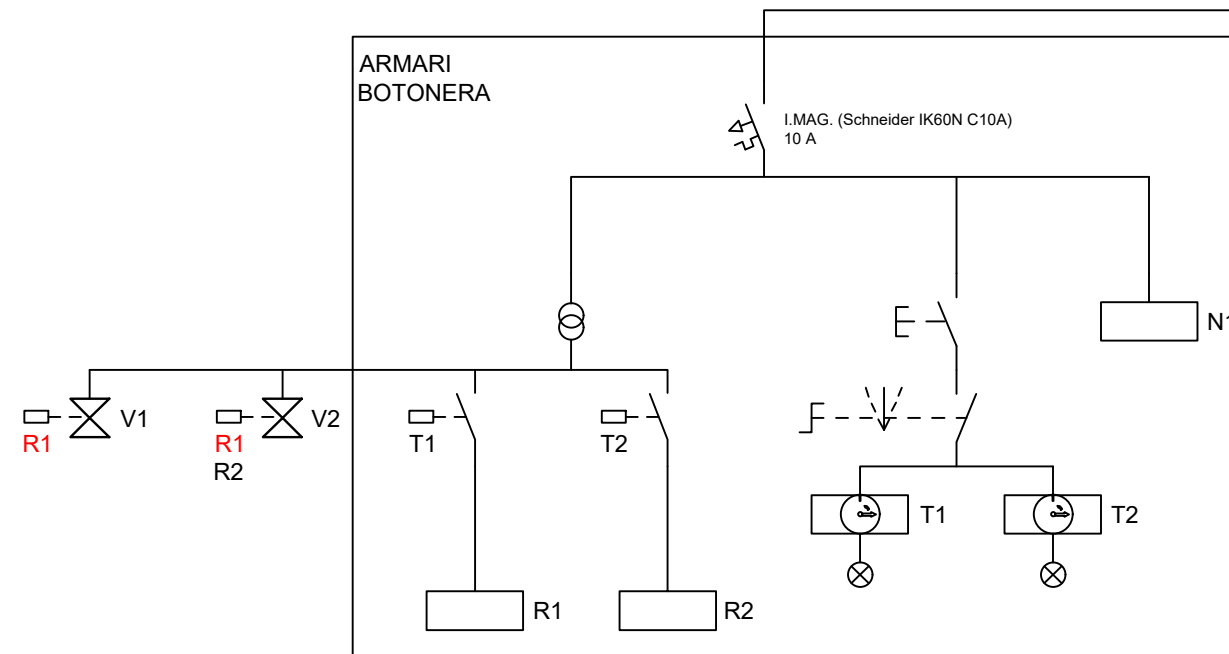 ARMARI
BOTONERA
I.MAG. (Schneider IK60N C10A)
10 A
N1
V1
R1
V2
R1
R2
T1
T2
T1
T2
R1
R2